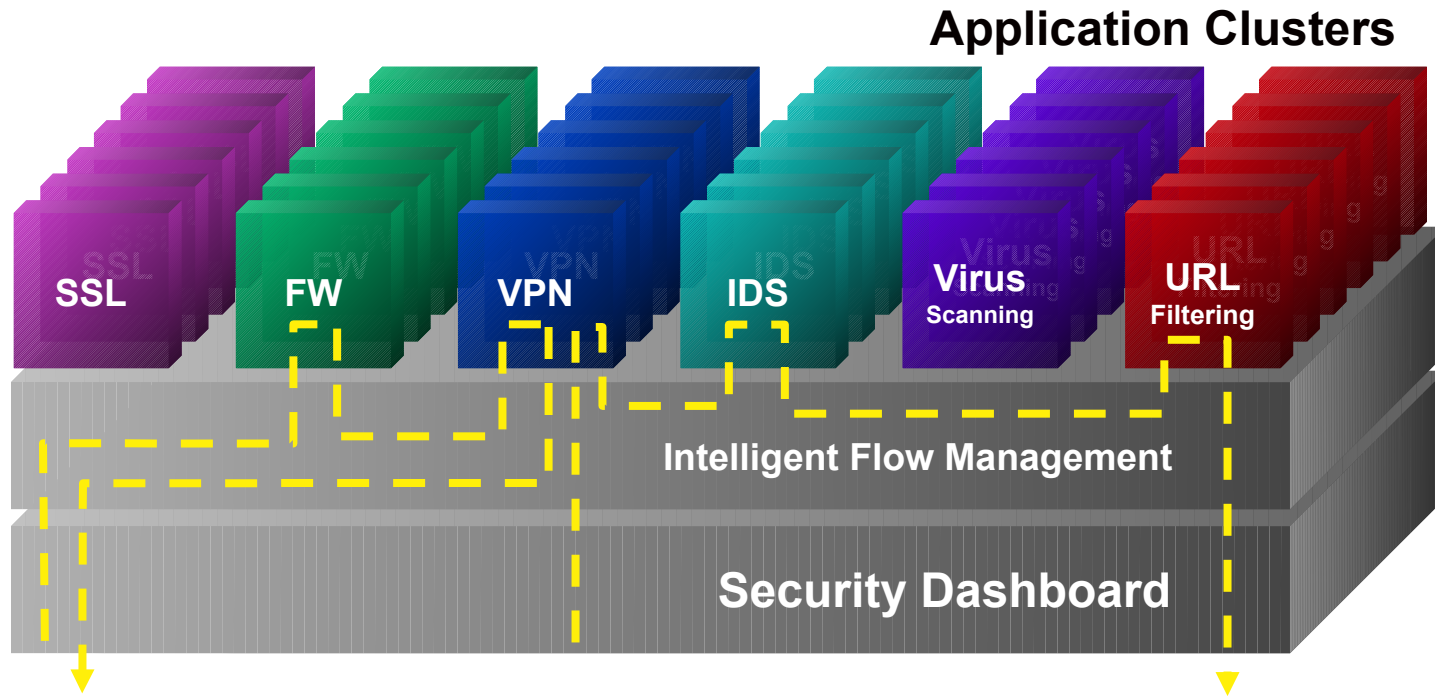 Application Clusters
SSL
FW
VPN
IDS
Virus
Scanning
URL
Filtering
Intelligent Flow Management
Security Dashboard